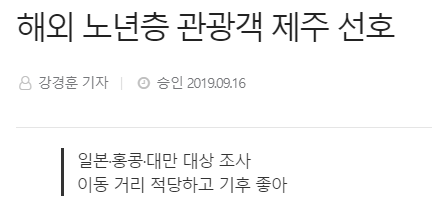 해외 노년층 관광객 제주 선호
강경훈 기자 | 승인 2019.09.16
일본·홍콩·대만 대상 조사
이동 거리 적당하고 기후 좋아